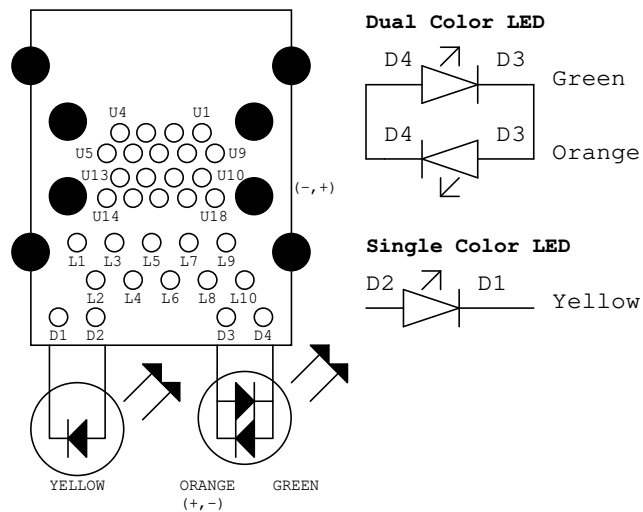 Dual Color LED
D4 D3
Green
D4 D3
Orange
U4 U1
U5 U9
U13 U10
U14 U18
(-,+)
L1 L3 L5 L7 L9
L2 L4 L6 L8 L10
D1 D2 D3 D4
Single Color LED
D2 D1
Yellow
YELLOW ORANGE GREEN
(+,-)